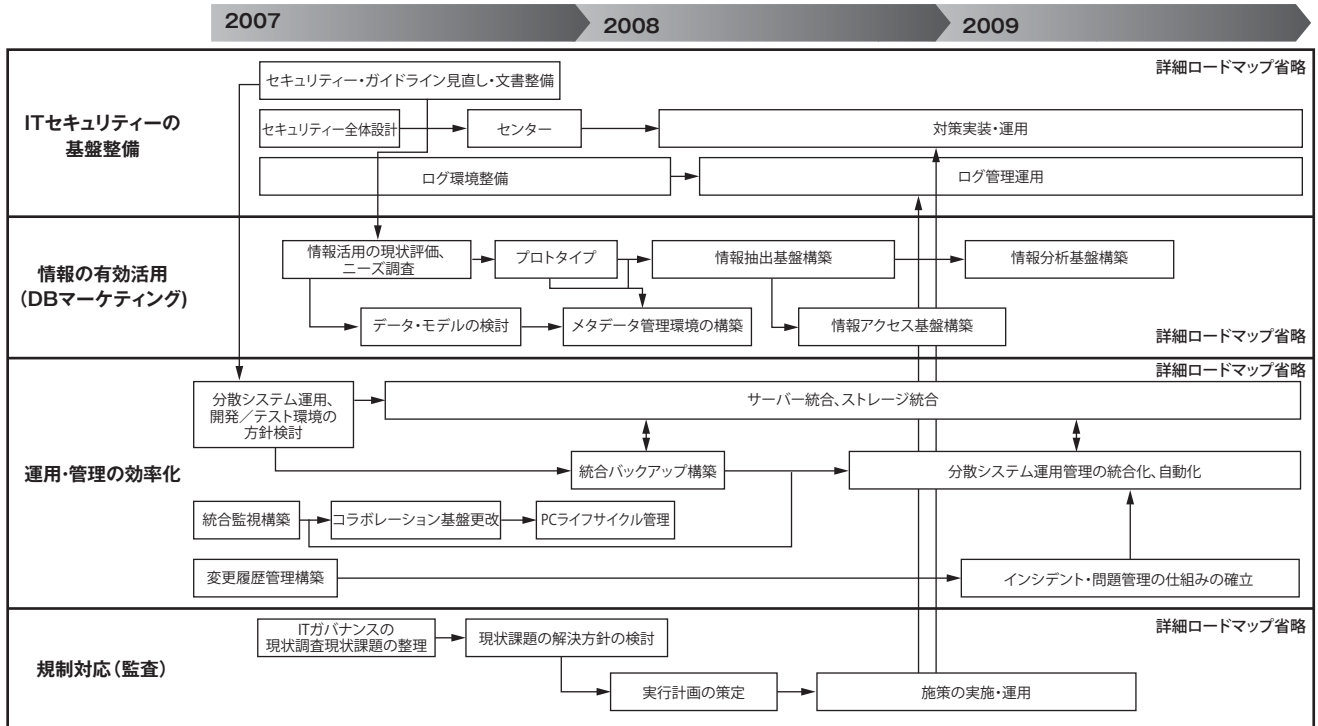 2007
2008
2009
ITセキュリティーの
基盤整備
詳細ロードマップ省略
セキュリティー・ガイドライン見直し・文書整備
セキュリティー全体設計
センター
対策実装・運用
ログ環境整備
ログ管理運用
情報の有効活用
(DBマーケティング)
情報活用の現状評価、
ニーズ調査
プロトタイプ
情報抽出基盤構築
情報分析基盤構築
データ・モデルの検討
メタデータ管理環境の構築
情報アクセス基盤構築
詳細ロードマップ省略
運用・管理の効率化
詳細ロードマップ省略
分散システム運用、
開発/テスト環境の
方針検討
サーバー統合、ストレージ統合
統合バックアップ構築
分散システム運用管理の統合化、自動化
統合監視構築
コラボレーション基盤更改
PCライフサイクル管理
変更履歴管理構築
インシデント・問題管理の仕組みの確立
規制対応(監査)
詳細ロードマップ省略
ITガバナンスの
現状調査現状課題の整理
現状課題の解決方針の検討
実行計画の策定
施策の実施・運用